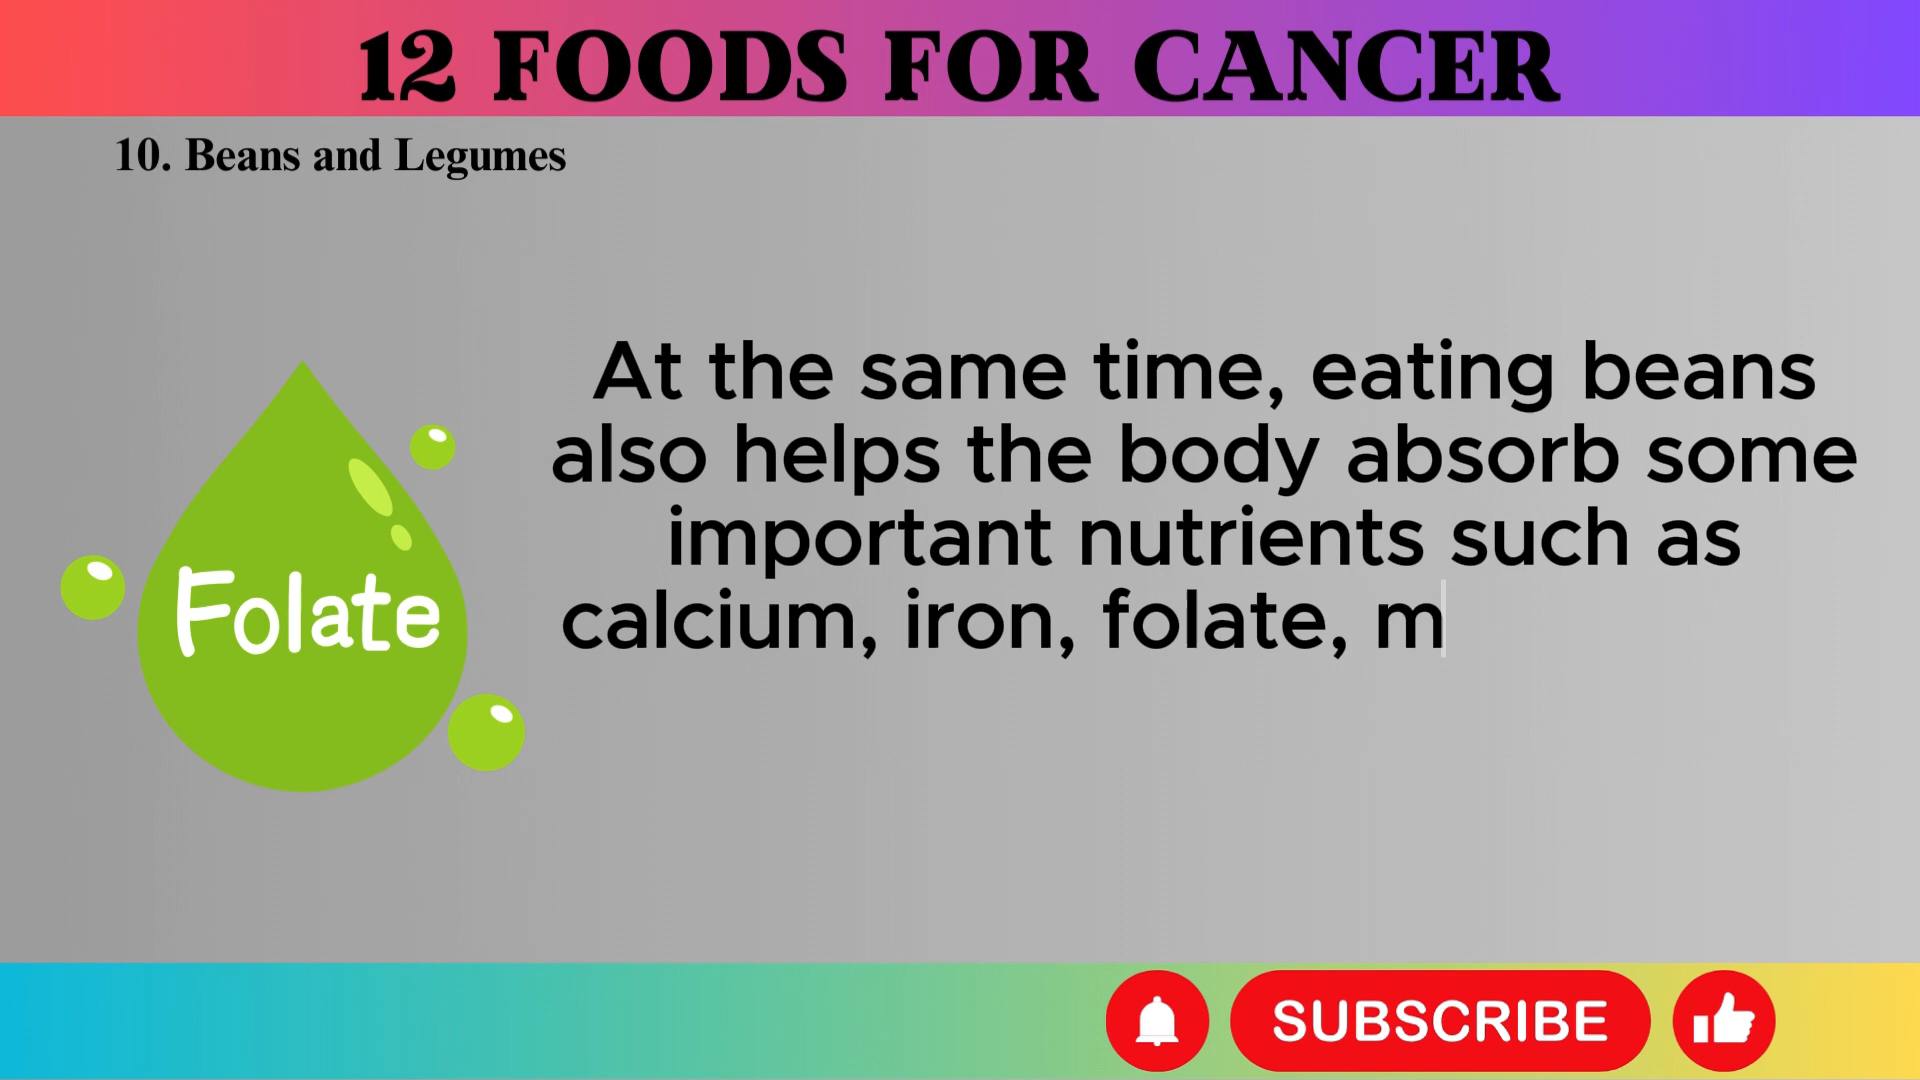 12 FOODS FOR CANCER
10. Beans and Legumes
At the same time, eating beans
also helps the body absorb some
important nutrients such as
calcium, iron, folate, m
Folate
SUBSCRIBE